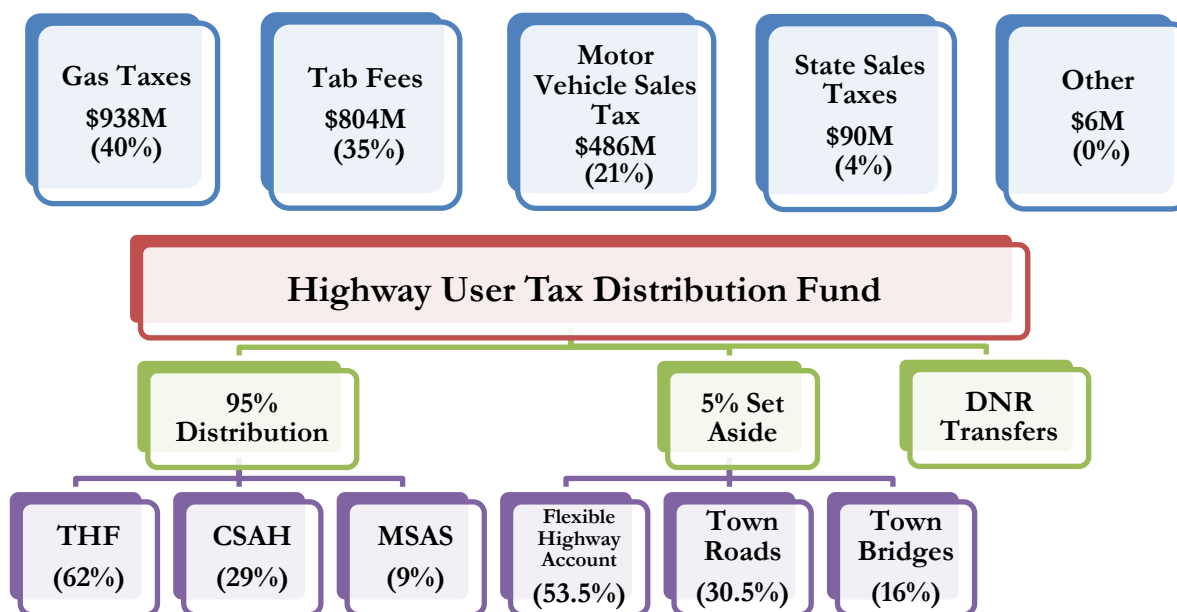 Gas Taxes
$938M
(40%)
Tab Fees
$804M
(35%)
Motor
Vehicle Sales
Tax
$486M
(21%)
State Sales
Taxes
$90M
(4%)
Other
$6M
(0%)
Highway User Tax Distribution Fund
95%
Distribution
5% Set
Aside
DNR
Transfers
THF
(62%)
CSAH
(29%)
MSAS
(9%)
Flexible
Highway
Account
(53.5%)
Town
Roads
(30.5%)
Town
Bridges
(16%)